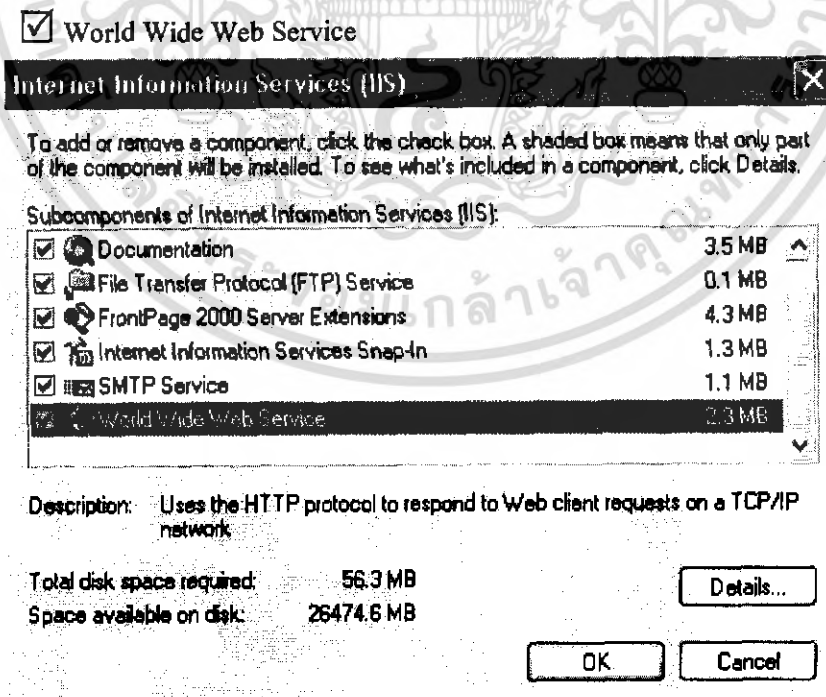 World Wide Web Service
Internet Information Services (IIS)
To add or remove a component, click the check box. A shaded box means that only part
of the component will be installed. To see what's included in a component, click Details.
Subcomponents of Internet Information Services (IIS):
Documentation 3.5 MB
File Transfer Protocol (FTP) Service 0.1 MB
FrontPage 2000 Server Extensions 4.3 MB
Internet Information Services Snap-In 1.3 MB
SMTP Service 1.1 MB
World Wide Web Service 2.3 MB
Description: Uses the HTTP protocol to respond to Web client requests on a TCP/IP
network
Total disk space required: 56.3 MB
Space available on disk: 26474.6 MB
Details...
OK Cancel